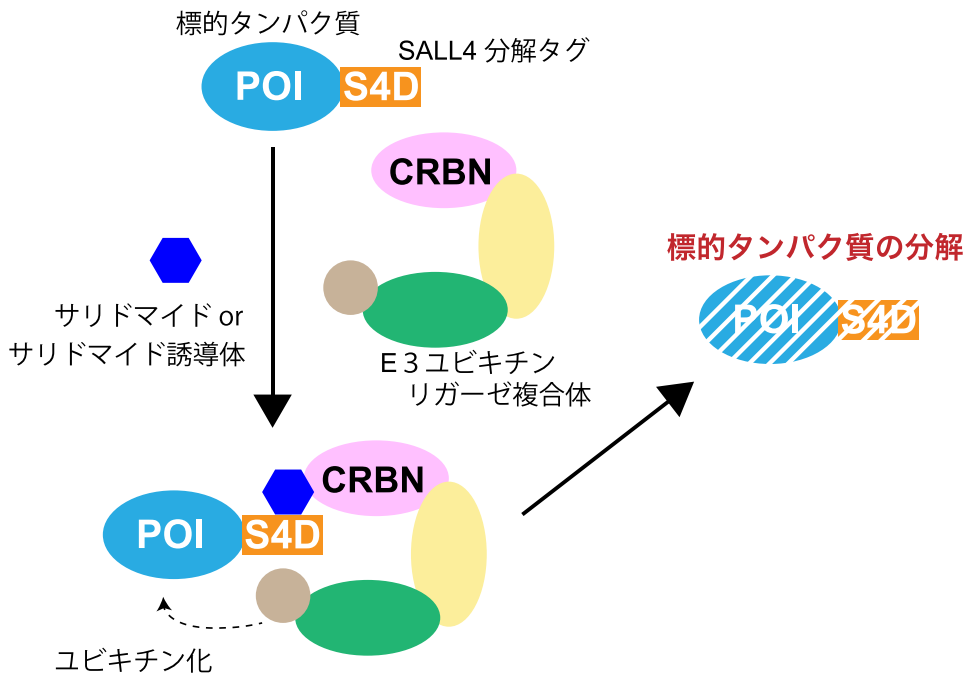 標的タンパク質
SALL4 分解タグ
POI
S4D
CRBN
サリドマイド or
サリドマイド誘導体
E３ユビキチン
リガーゼ複合体
標的タンパク質の分解
POI
S4D
CRBN
POI
S4D
ユビキチン化